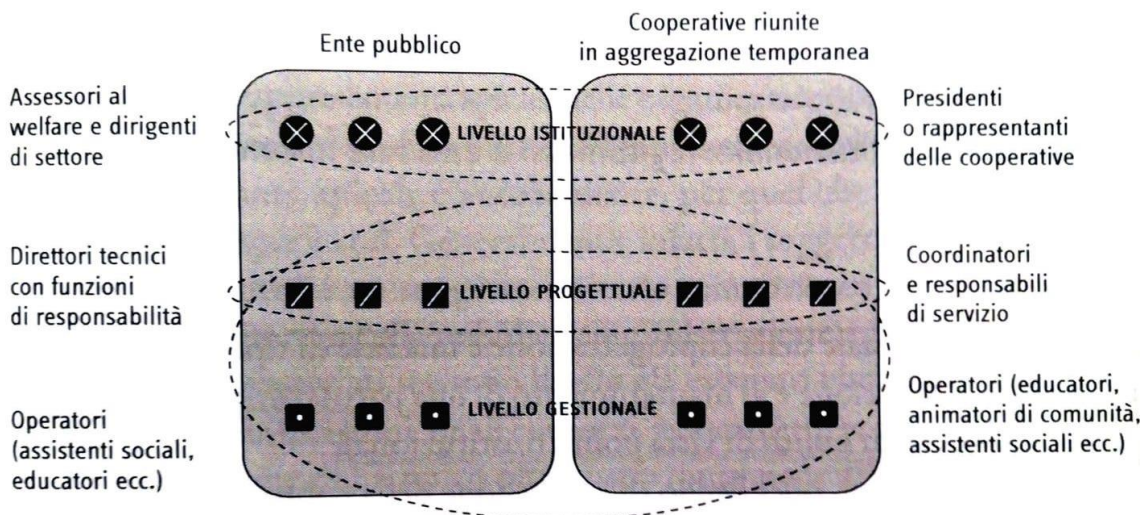 Ente pubblico
Cooperative riunite
in aggregazione temporanea
Assessori al
welfare e dirigenti
di settore
LIVELLO ISTITUZIONALE
Presidenti
o rappresentanti
delle cooperative
Direttori tecnici
con funzioni
di responsabilità
LIVELLO PROGETTUALE
Coordinatori
e responsabili
di servizio
Operatori
(assistenti sociali,
educatori ecc.)
LIVELLO GESTIONALE
Operatori (educatori,
animatori di comunità,
assistenti sociali ecc.)